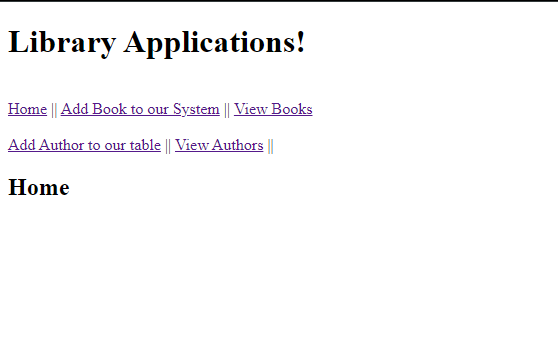 Library Applications!
Home || Add Book to our System || View Books
Add Author to our table || View Authors ||
Home